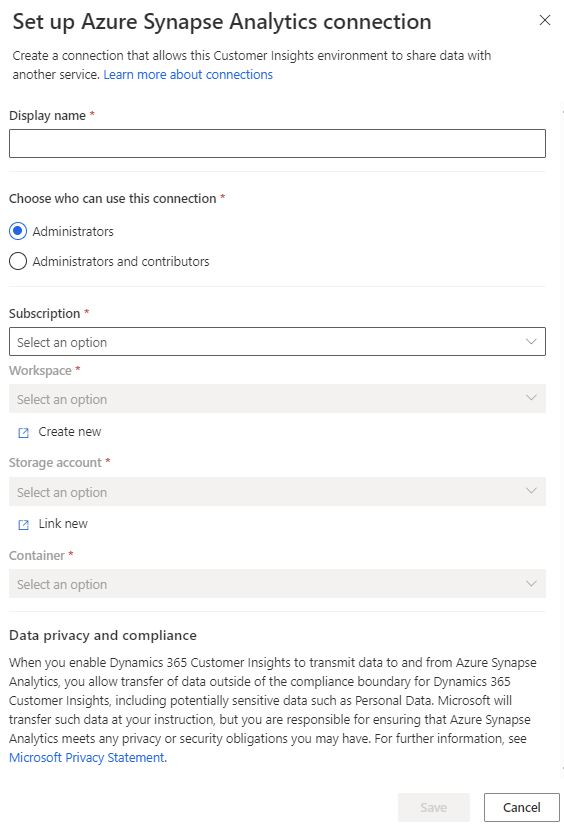 Set up Azure Synapse Analytics connection
Create a connection that allows this Customer Insights environment to share data with
another service. Learn more about connections
Display name *
Choose who can use this connection *
Administrators
Administrators and contributors
Subscription *
Select an option
Workspace *
Select an option
Create new
Storage account *
Select an option
Link new
Container *
Select an option
Data privacy and compliance
When you enable Dynamics 365 Customer Insights to transmit data to and from Azure Synapse
Analytics, you allow transfer of data outside of the compliance boundary for Dynamics 365
Customer Insights, including potentially sensitive data such as Personal Data. Microsoft will
transfer such data at your instruction, but you are responsible for ensuring that Azure Synapse
Analytics meets any privacy or security obligations you may have. For further information, see
Microsoft Privacy Statement.
Save Cancel